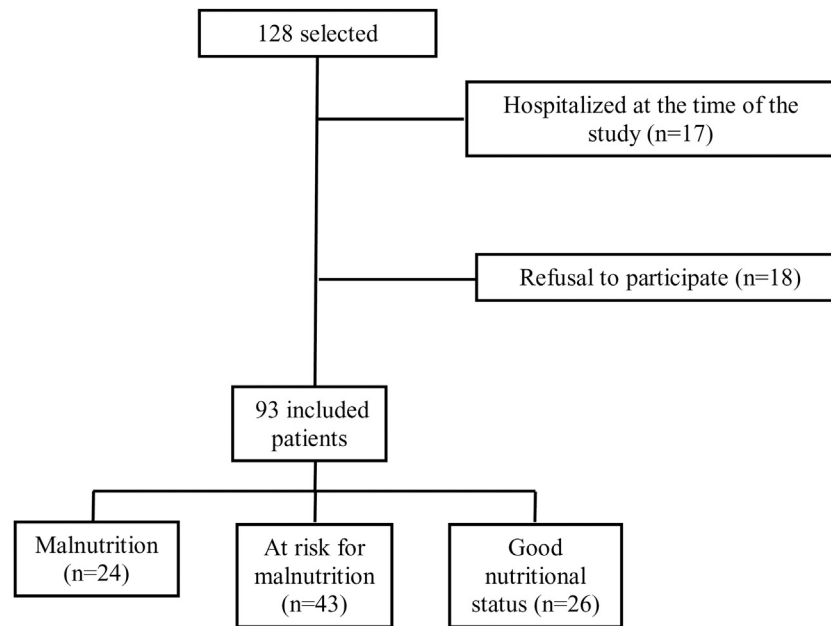 128 selected
Hospitalized at the time of the
study (n=17)
Refusal to participate (n=18)
93 included
patients
Malnutrition
(n=24)
At risk for
malnutrition
(n=43)
Good
nutritional
status (n=26)